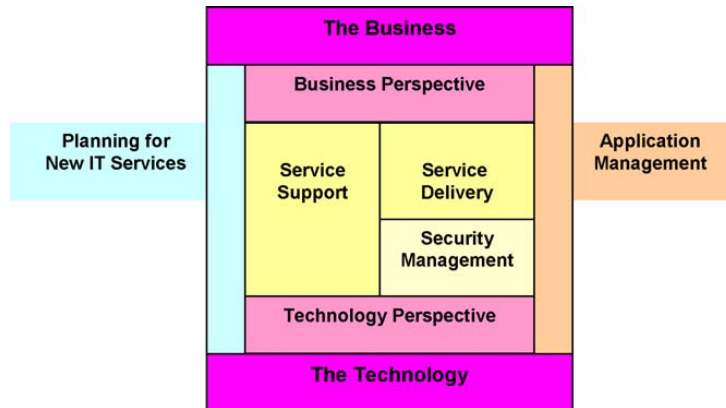 The Business
Business Perspective
Planning for
New IT Services
Service
Support
Service
Delivery
Application
Management
Security
Management
Technology Perspective
The Technology